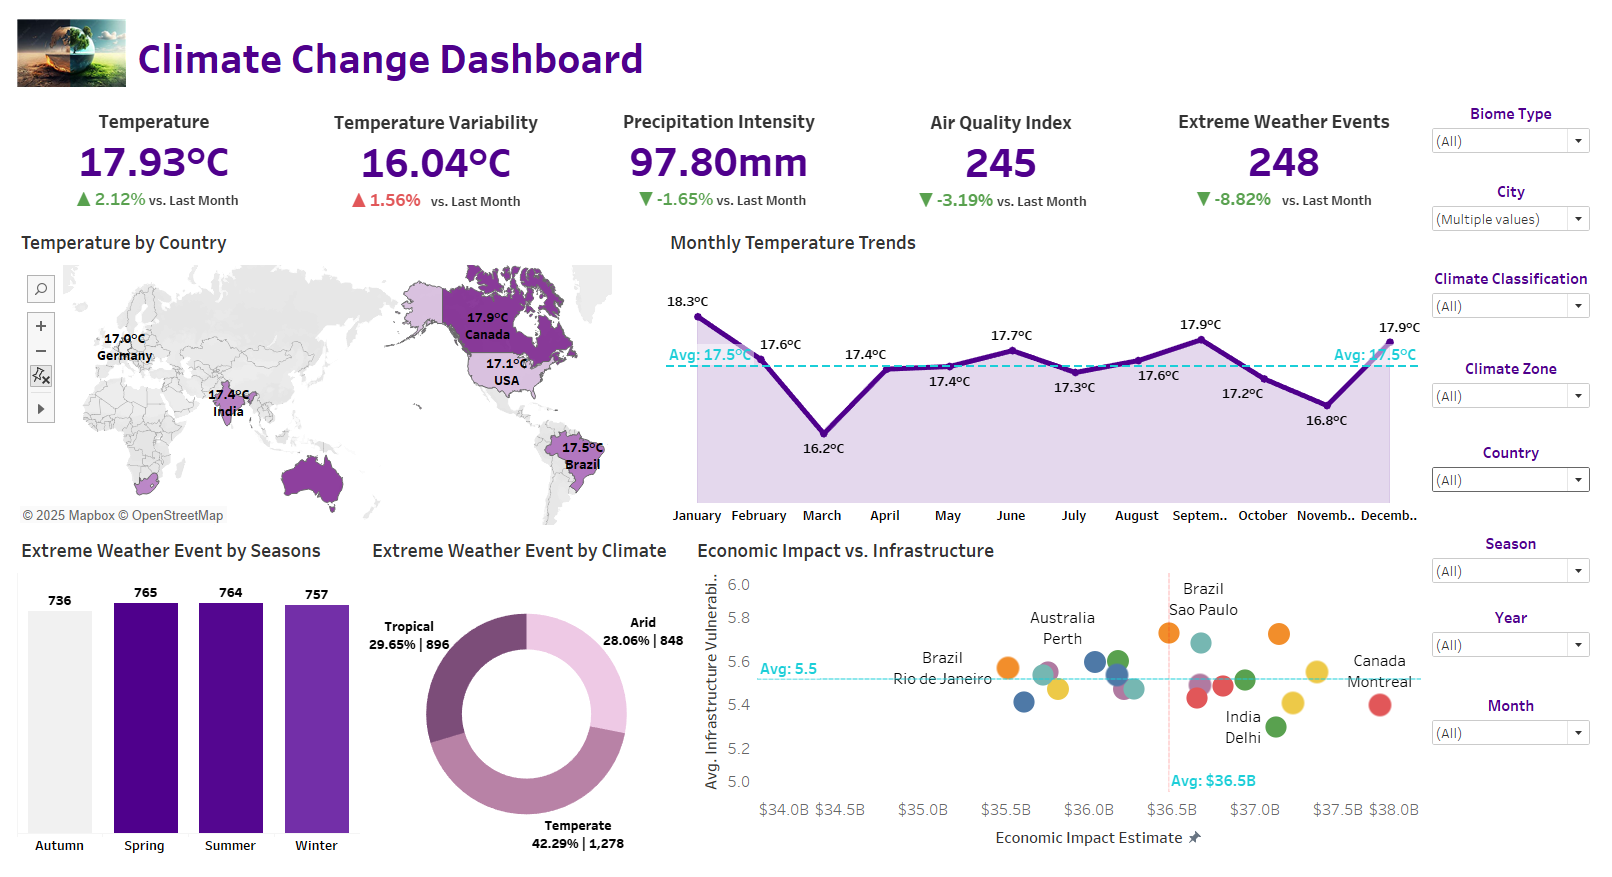 Climate Change Dashboard
Temperature
17.93°C
▲ 2.12% vs. Last Month
Temperature Variability
16.04°C
▲ 1.56% vs. Last Month
Precipitation Intensity
97.80mm
▼ -1.65% vs. Last Month
Air Quality Index
245
▼ -3.19% vs. Last Month
Extreme Weather Events
248
▼ -8.82% vs. Last Month
Biome Type
(All)
City
(Multiple values)
Climate Classification
(All)
Climate Zone
(All)
Country
(All)
Season
(All)
Year
(All)
Month
(All)
Temperature by Country
17.0°C
Germany
17.4°C
India
17.9°C
Canada
17.1°C
USA
17.5°C
Brazil
© 2025 Mapbox © OpenStreetMap
Monthly Temperature Trends
18.3°C
17.6°C
16.2°C
17.4°C
17.4°C
17.7°C
17.3°C
17.6°C
17.9°C
17.2°C
16.8°C
17.9°C
Avg: 17.5°C
Avg: 17.5°C
January February March April May June July August Septem.. October Novemb.. Decemb..
Extreme Weather Event by Seasons
736 765 764 757
Autumn Spring Summer Winter
Extreme Weather Event by Climate
Tropical
29.65% | 896
Arid
28.06% | 848
Temperate
42.29% | 1,278
Economic Impact vs. Infrastructure
Avg. Infrastructure Vulnerabi..
6.0
5.8
5.6
5.4
5.2
5.0
Avg: 5.5
Brazil
Rio de Janeiro
Australia
Perth
Brazil
Sao Paulo
Canada
Montreal
India
Delhi
Avg: $36.5B
$34.0B $34.5B $35.0B $35.5B $36.0B $36.5B $37.0B $37.5B $38.0B
Economic Impact Estimate